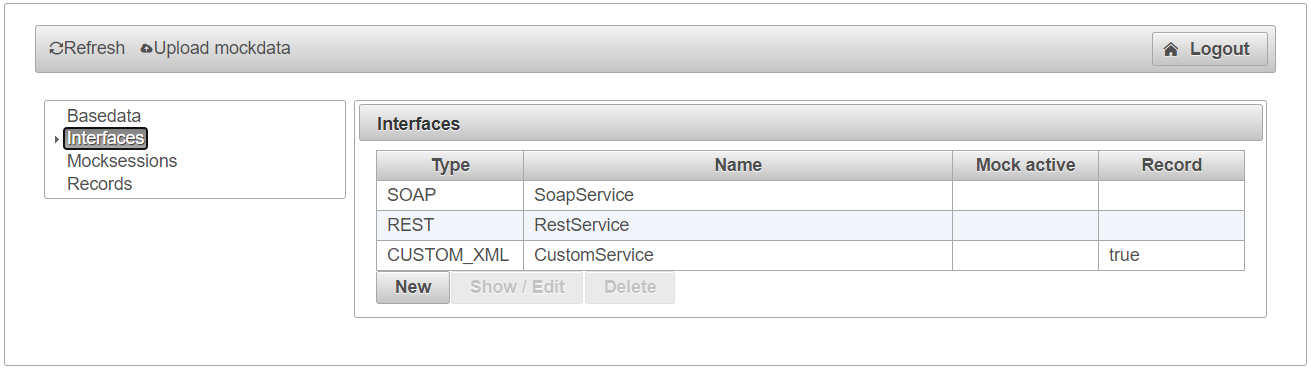 Refresh Upload mockdata Logout
Basedata
Interfaces
Mocksessions
Records
Interfaces
Type Name Mock active Record
SOAP SoapService
REST RestService
CUSTOM_XML CustomService true
New Show / Edit Delete